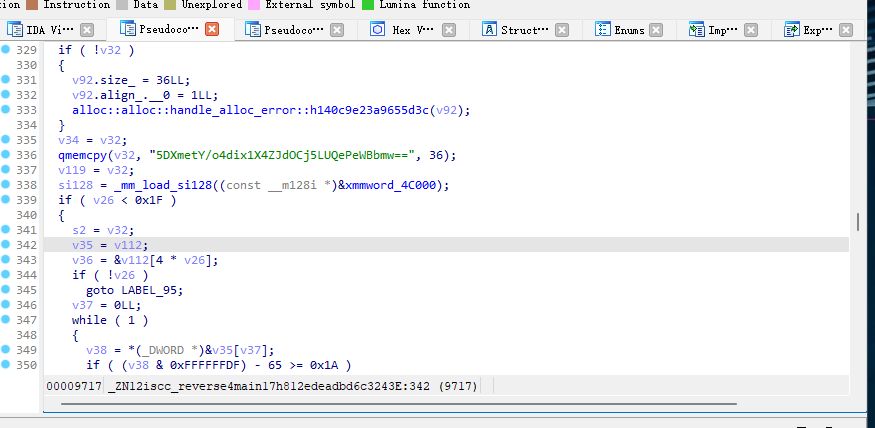 tion Instruction Data Unexplored External symbol Lumina function
IDA Vi··· Pseudoco··· Pseudoco··· Hex V··· Struct··· Enums Imp··· Exp···
329 if ( !v32 )
330 {
331 v92.size_ = 36LL;
332 v92.align_.__0 = 1LL;
333 alloc::alloc::handle_alloc_error::h140c9e23a9655d3c(v92);
334 }
335 v34 = v32;
336 qmemcpy(v32, "5DXmetY/o4dix1X4ZJdOCj5LUQePeWBbmw==", 36);
337 v119 = v32;
338 si128 = _mm_load_si128((const __m128i *)&xmmword_4C000);
339 if ( v26 < 0x1F )
340 {
341 s2 = v32;
342 v35 = v112;
343 v36 = &v112[4 * v26];
344 if ( !v26 )
345 goto LABEL_95;
346 v37 = 0LL;
347 while ( 1 )
348 {
349 v38 = *(_DWORD *)&v35[v37];
350 if ( (v38 & 0xFFFFFFDF) - 65 >= 0x1A )
00009717 _ZN12iscc_reverse4main17h812edeadbd6c3243E:342 (9717)